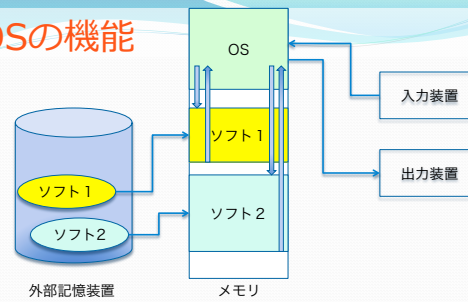 OSの機能
OS
入力装置
ソフト１
ソフト１
出力装置
ソフト２
ソフト2
外部記憶装置
メモリ